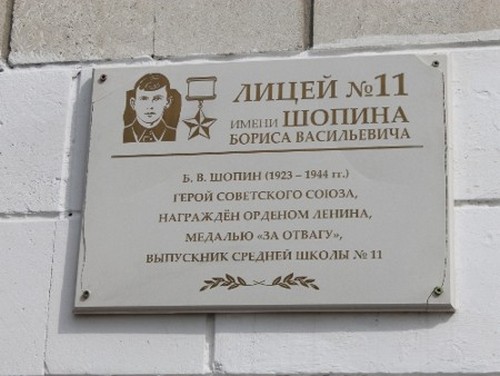 ЛИЦЕЙ №11
ИМЕНИ ШОПИНА
БОРИСА ВАСИЛЬЕВИЧА
Б. В. ШОПИН (1923 – 1944 гг.)
ГЕРОЙ СОВЕТСКОГО СОЮЗА,
НАГРАЖДЁН ОРДЕНОМ ЛЕНИНА,
МЕДАЛЬЮ «ЗА ОТВАГУ»,
ВЫПУСКНИК СРЕДНЕЙ ШКОЛЫ № 11